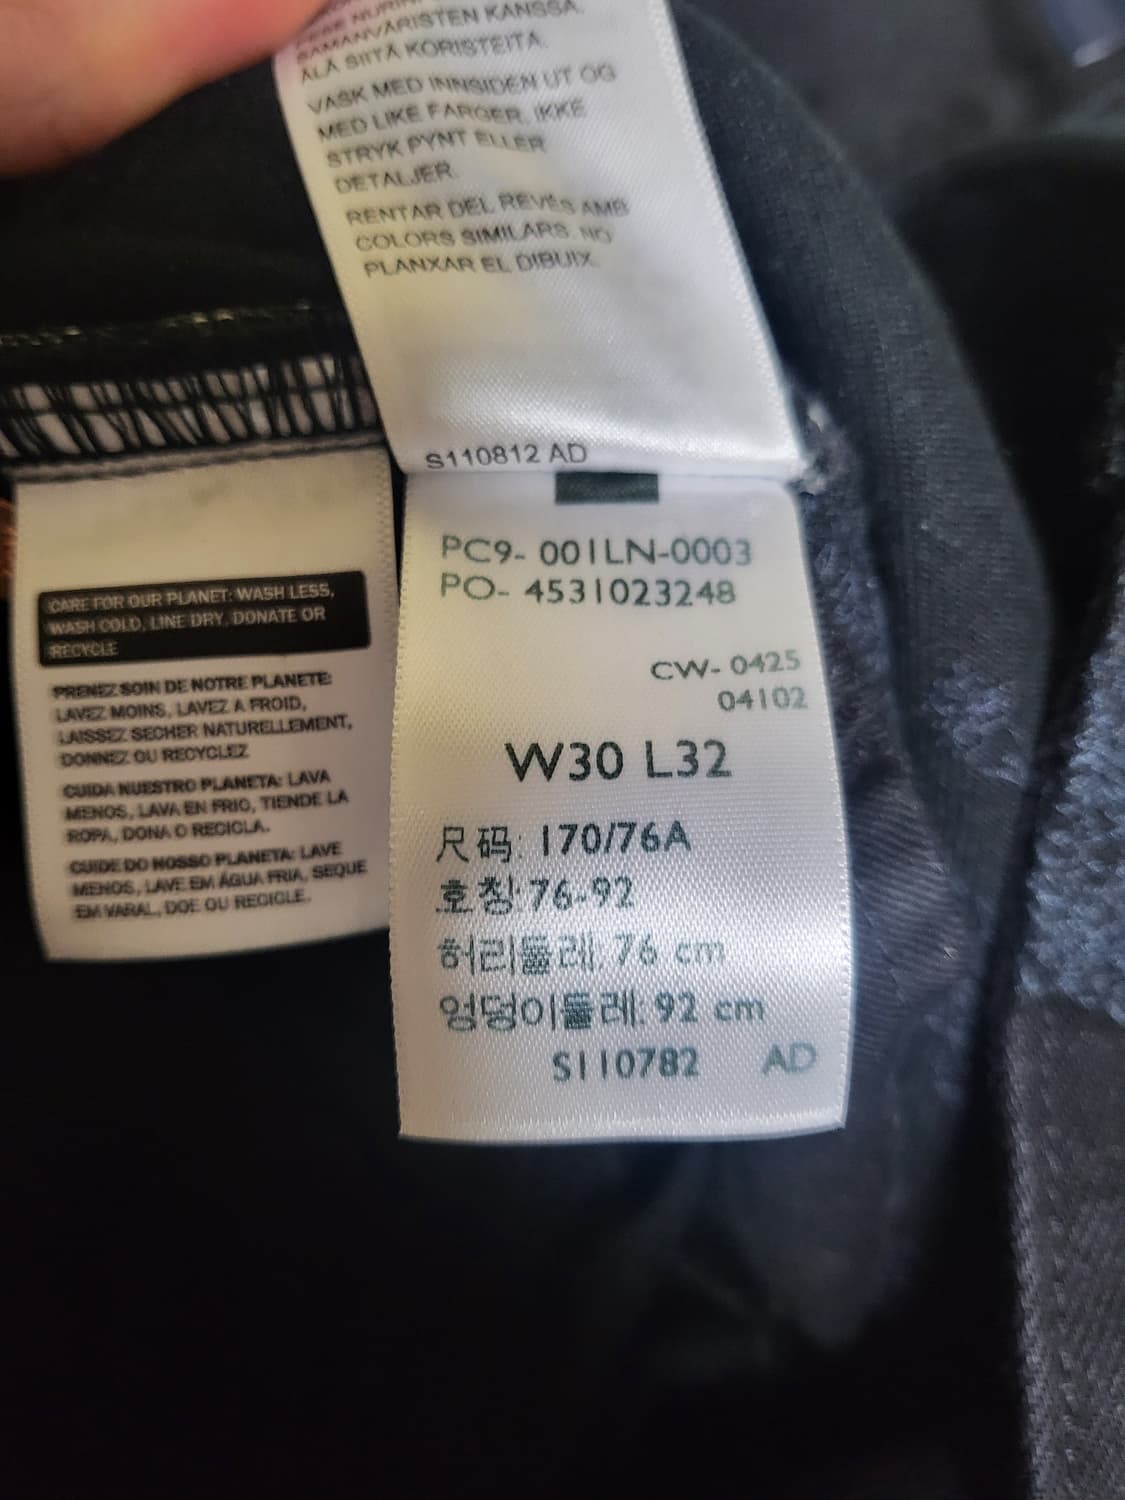 SAMANVÄRISTEN KANSSA.
ÄLÄ SIITÄ KORISTEITA.
VASK MED INNSIDEN UT OG
MED LIKE FARGER. IKKE
STRYK PYNT ELLER
DETALJER.
RENTAR DEL REVÉS AMB
COLORS SIMILARS. NO
PLANXAR EL DIBUIX.
S110812 AD
CARE FOR OUR PLANET: WASH LESS,
WASH COLD, LINE DRY, DONATE OR
RECYCLE
PRENEZ SOIN DE NOTRE PLANETE:
LAVEZ MOINS, LAVEZ A FROID,
LAISSEZ SECHER NATURELLEMENT,
DONNEZ OU RECYCLEZ
CUIDA NUESTRO PLANETA: LAVA
MENOS, LAVA EN FRIO, TIENDE LA
ROPA, DONA O RECICLA.
CUIDE DO NOSSO PLANETA: LAVE
MENOS, LAVE EM ÁGUA FRIA, SEQUE
EM VARAL, DOE OU RECICLE.
PC9- 001LN-0003
PO- 4531023248
CW- 0425
04102
W30 L32
尺码: 170/76A
호칭:76-92
허리둘레: 76 cm
엉덩이둘레: 92 cm
S110782 AD